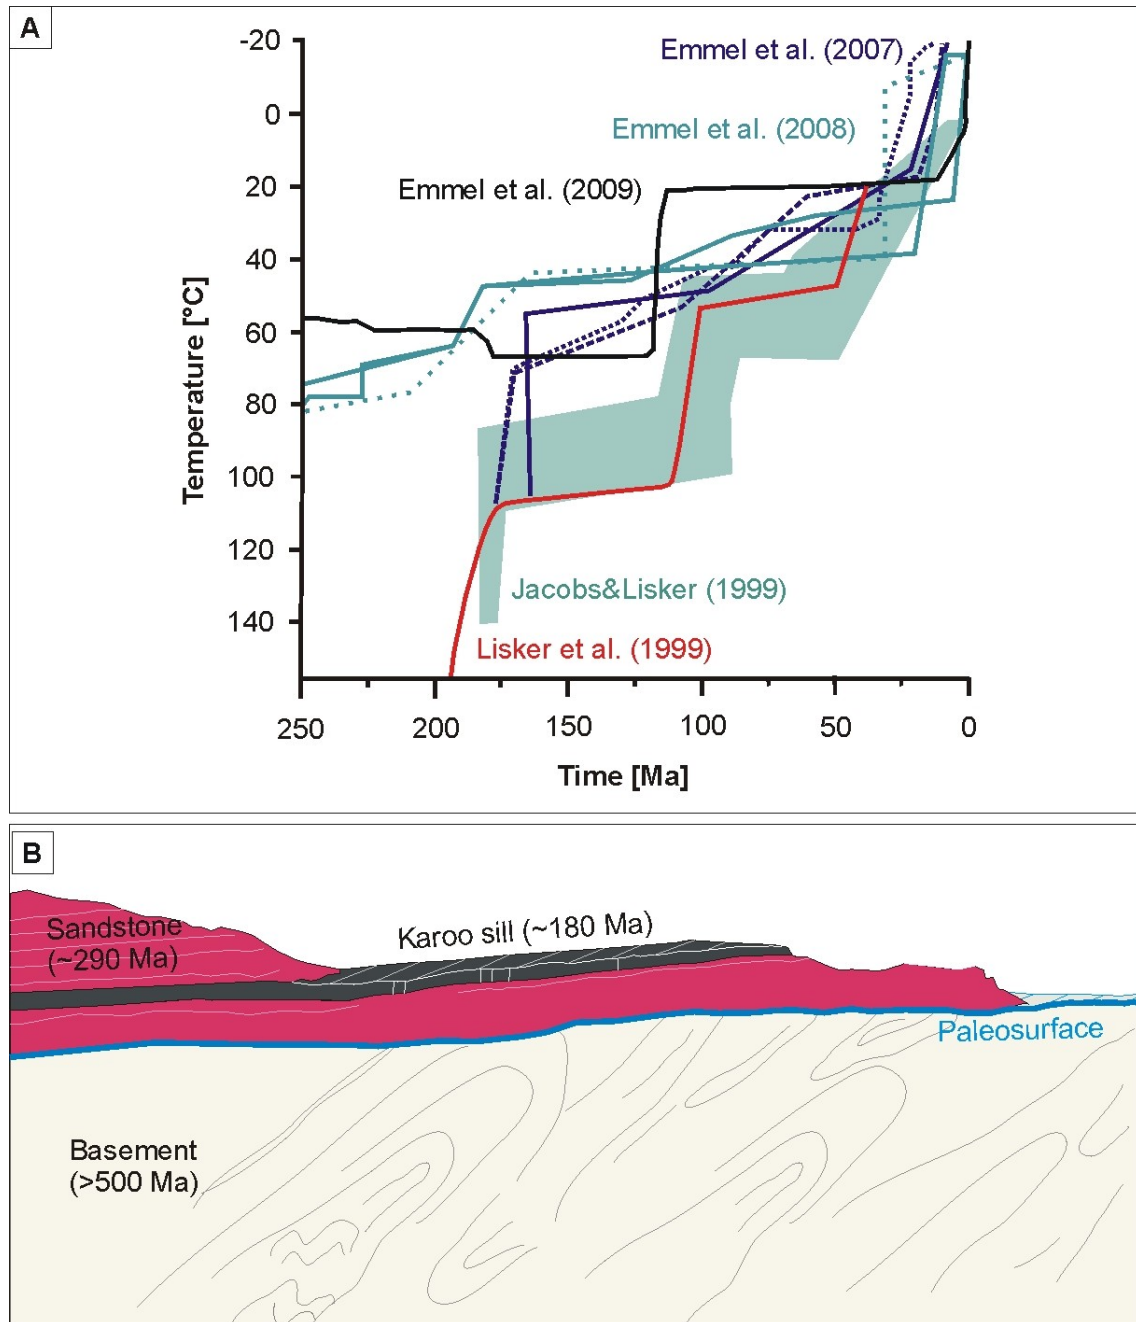 A
Emmel et al. (2007)
Emmel et al. (2008)
Emmel et al. (2009)
Jacobs&Lisker (1999)
Lisker et al. (1999)
Temperature [°C]
-20
0
20
40
60
80
100
120
140
250
200
150
100
50
0
Time [Ma]
B
Sandstone
(~290 Ma)
Karoo sill (~180 Ma)
Paleosurface
Basement
(>500 Ma)